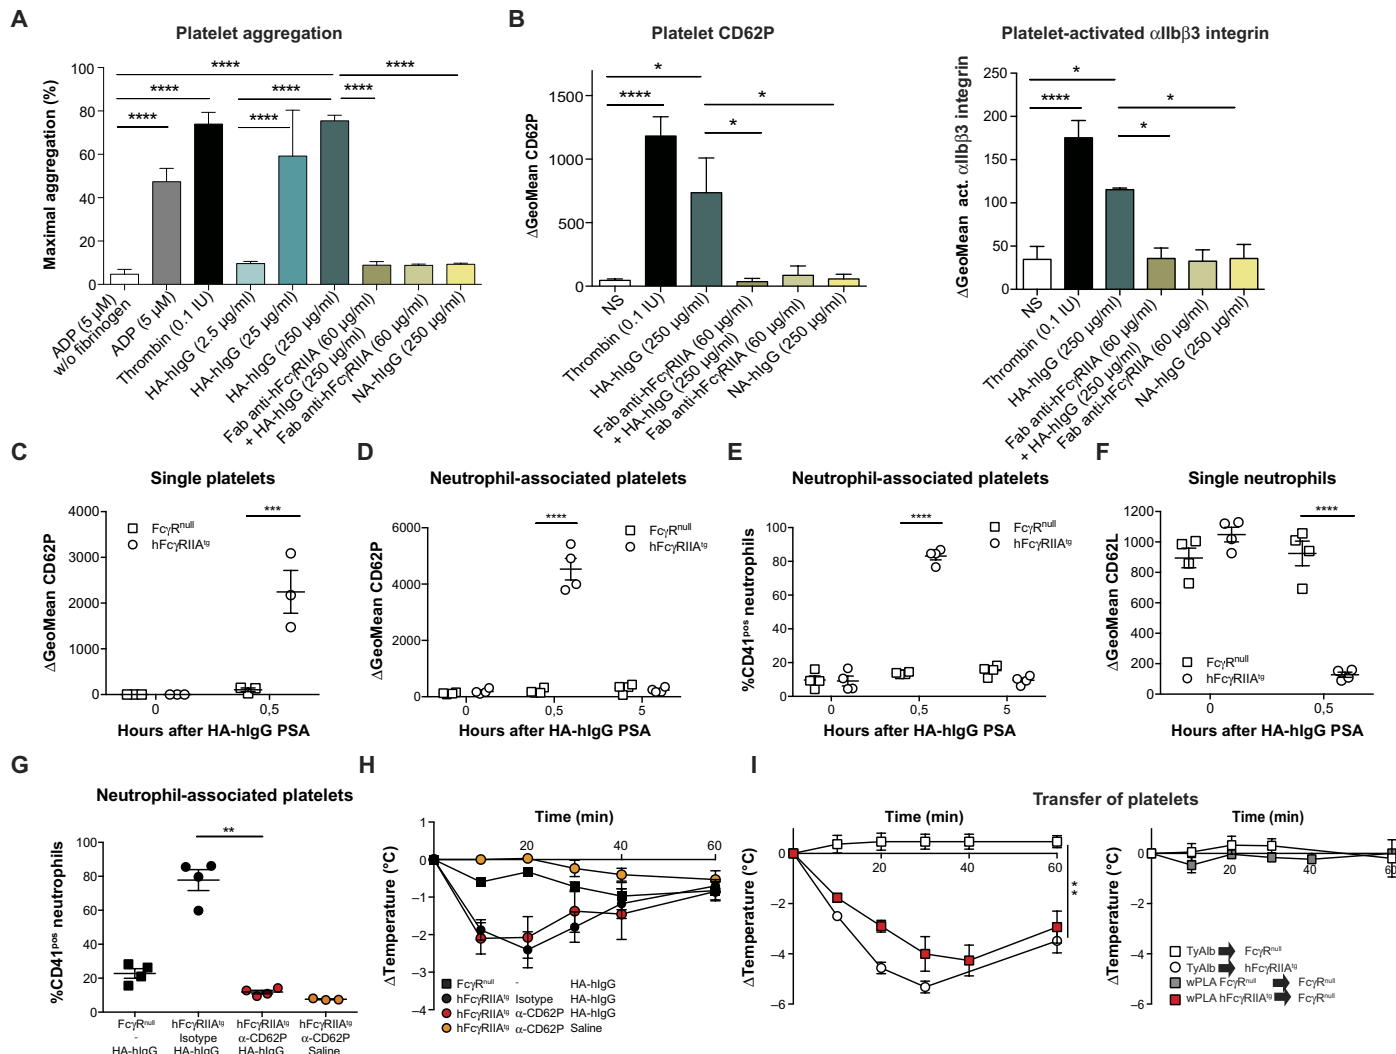 A
Platelet aggregation
Maximal aggregation (%)
100
80
60
40
20
0
****
****
****
****
****
****
****
ADP (5 µM)
w/o fibrinogen
ADP (5 µM)
Thrombin (0.1 IU)
HA-hIgG (2.5 µg/ml)
HA-hIgG (25 µg/ml)
HA-hIgG (250 µg/ml)
Fab anti-hFcγRIIA (60 µg/ml)
+ HA-hIgG (250 µg/ml)
Fab anti-hFcγRIIA (60 µg/ml)
NA-hIgG (250 µg/ml)
B
Platelet CD62P
ΔGeoMean CD62P
1500
1000
500
0
*
****
*
*
NS
Thrombin (0.1 IU)
HA-hIgG (250 µg/ml)
Fab anti-hFcγRIIA (60 µg/ml)
+ HA-hIgG (250 µg/ml)
Fab anti-hFcγRIIA (60 µg/ml)
NA-hIgG (250 µg/ml)
Platelet-activated αIIbβ3 integrin
ΔGeoMean act. αIIbβ3 integrin
250
200
150
100
50
0
*
****
*
*
NS
Thrombin (0.1 IU)
HA-hIgG (250 µg/ml)
Fab anti-hFcγRIIA (60 µg/ml)
+ HA-hIgG (250 µg/ml)
Fab anti-hFcγRIIA (60 µg/ml)
NA-hIgG (250 µg/ml)
C
Single platelets
ΔGeoMean CD62P
4000
3000
2000
1000
0
FcγRnull
hFcγRIIAtg
***
0
0,5
Hours after HA-hIgG PSA
D
Neutrophil-associated platelets
ΔGeoMean CD62P
6000
4000
2000
0
****
FcγRnull
hFcγRIIAtg
0
0,5
5
Hours after HA-hIgG PSA
E
Neutrophil-associated platelets
%CD41pos neutrophils
100
80
60
40
20
0
****
FcγRnull
hFcγRIIAtg
0
0,5
5
Hours after HA-hIgG PSA
F
Single neutrophils
ΔGeoMean CD62L
1200
1000
800
600
400
200
0
****
FcγRnull
hFcγRIIAtg
0
0,5
Hours after HA-hIgG PSA
G
Neutrophil-associated platelets
%CD41pos neutrophils
100
80
60
40
20
0
**
FcγRnull
-
HA-hIgG
hFcγRIIAtg
Isotype
HA-hIgG
hFcγRIIAtg
α-CD62P
HA-hIgG
hFcγRIIAtg
α-CD62P
Saline
H
Time (min)
ΔTemperature (°C)
1
0
–1
–2
–3
–4
20
40
60
FcγRnull - HA-hIgG
hFcγRIIAtg Isotype HA-hIgG
hFcγRIIAtg α-CD62P HA-hIgG
hFcγRIIAtg α-CD62P Saline
I
Transfer of platelets
Time (min)
ΔTemperature (°C)
0
–2
–4
–6
20
40
60
**
Time (min)
ΔTemperature (°C)
0
–2
–4
–6
20
40
60
TyAlb FcγRnull
TyAlb hFcγRIIAtg
wPLA FcγRnull FcγRnull
wPLA hFcγRIIAtg FcγRnull